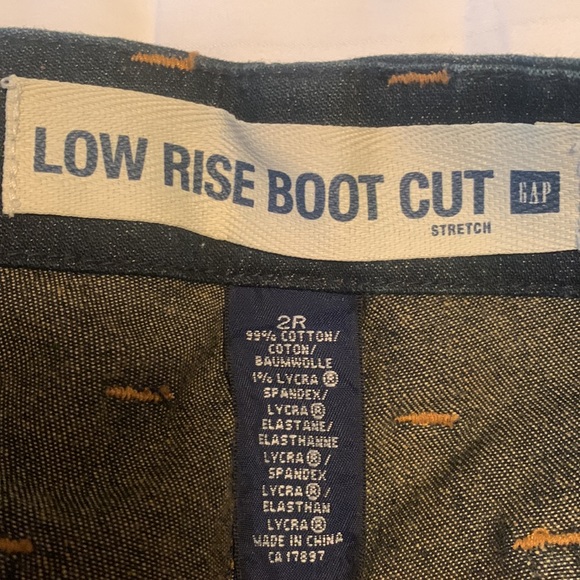 LOW RISE BOOT CUT GAP
STRETCH
2R
99% COTTON/
COTON/
BAUMWOLLE
1% LYCRA®
SPANDEX/
LYCRA®
ELASTANE/
ELASTHANNE
LYCRA®/
SPANDEX
LYCRA®/
ELASTHAN
LYCRA®
MADE IN CHINA
CA 17897